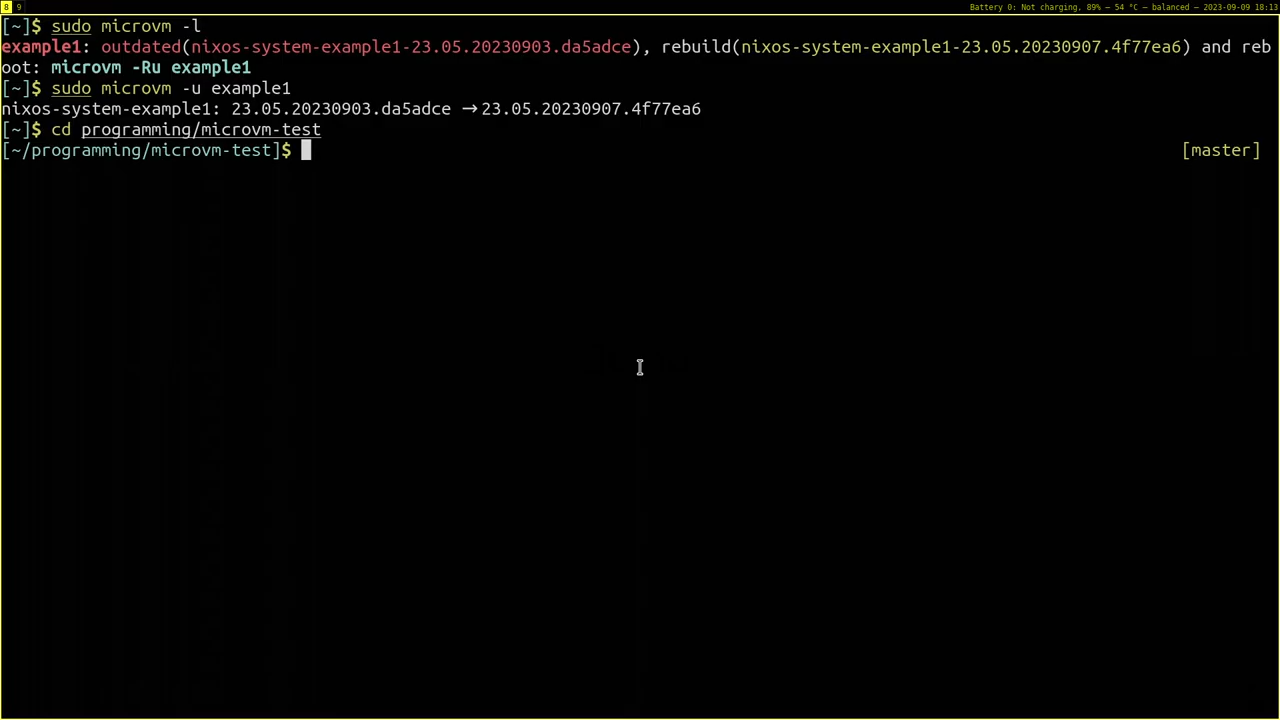 8 9 Battery 0: Not charging, 89% — 54 °C — balanced — 2023-09-09 18:13
[~]$ sudo microvm -l
example1: outdated(nixos-system-example1-23.05.20230903.da5adce), rebuild(nixos-system-example1-23.05.20230907.4f77ea6) and reb
oot: microvm -Ru example1
[~]$ sudo microvm -u example1
nixos-system-example1: 23.05.20230903.da5adce → 23.05.20230907.4f77ea6
[~]$ cd programming/microvm-test
[~/programming/microvm-test]$ [master]